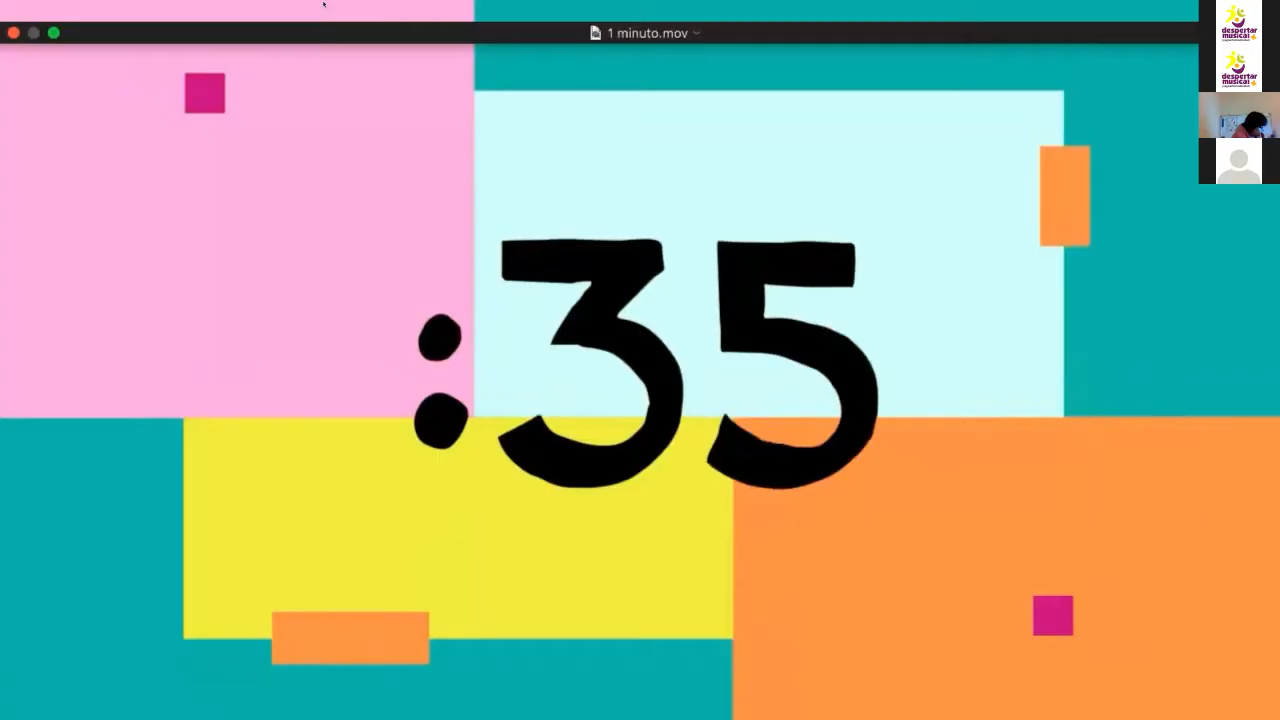 1 minuto.mov
:35
despertar
musical
despertar
musical